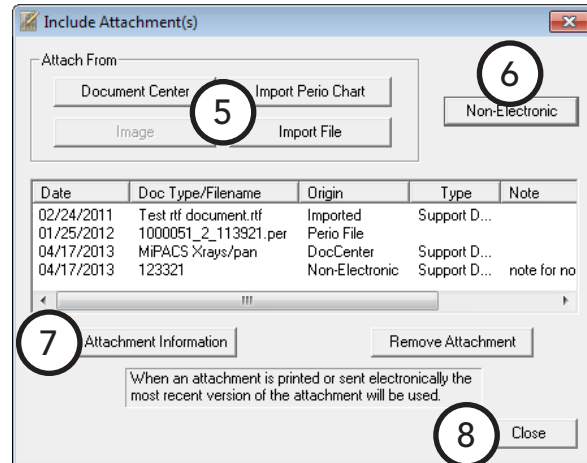 Include Attachment(s)
Attach From
Document Center
Import Perio Chart
5
Image
Import File
6
Non-Electronic
Date Doc Type/Filename Origin Type Note
02/24/2011 Test rtf document.rtf Imported Support D...
01/25/2012 1000051_2_113921.per Perio File
04/17/2013 MiPACS Xrays/pan DocCenter Support D...
04/17/2013 123321 Non-Electronic Support D... note for no
7
Attachment Information
Remove Attachment
When an attachment is printed or sent electronically the
most recent version of the attachment will be used.
8
Close